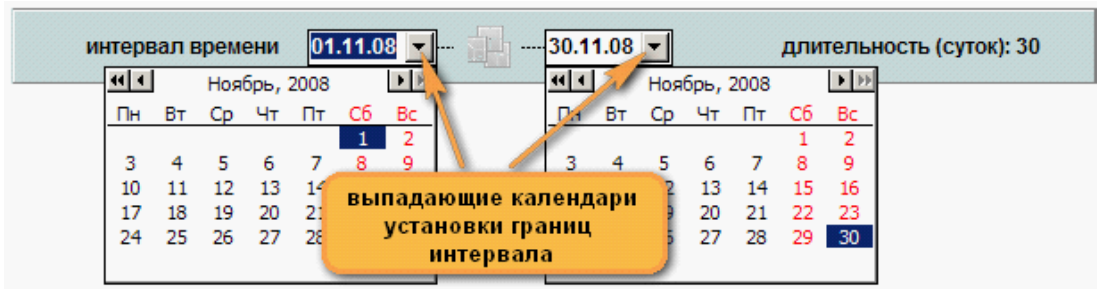 интервал времени 01.11.08 30.11.08 длительность (суток): 30
Ноябрь, 2008 Ноябрь, 2008
Пн Вт Ср Чт Пт Сб Вс Пн Вт Ср Чт Пт Сб Вс
1 2 1 2
3 4 5 6 7 8 9 3 4 5 6 7 8 9
10 11 12 13 14 13 14 15 16
17 18 19 20 20 21 22 23
24 25 26 27 28 27 28 29 30
выпадающие календари
установки границ
интервала